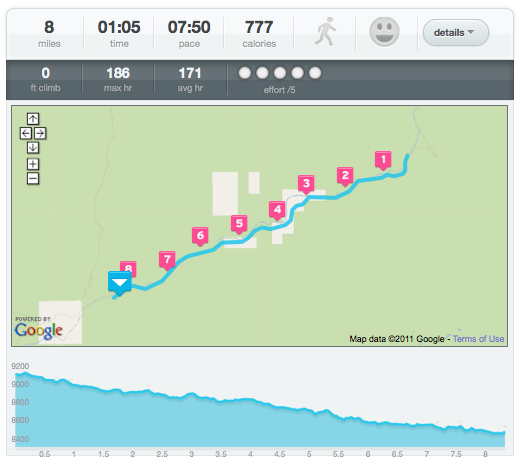 8 01:05 07:50 777
miles time pace calories
details
0 186 171
ft climb max hr avg hr effort /5
1
2
3
4
5
6
7
8
POWERED BY
Google
Map data ©2011 Google - Terms of Use
9200
9000
8800
8600
8400
0.5 1 1.5 2 2.5 3 3.5 4 4.5 5 5.5 6 6.5 7 7.5 8